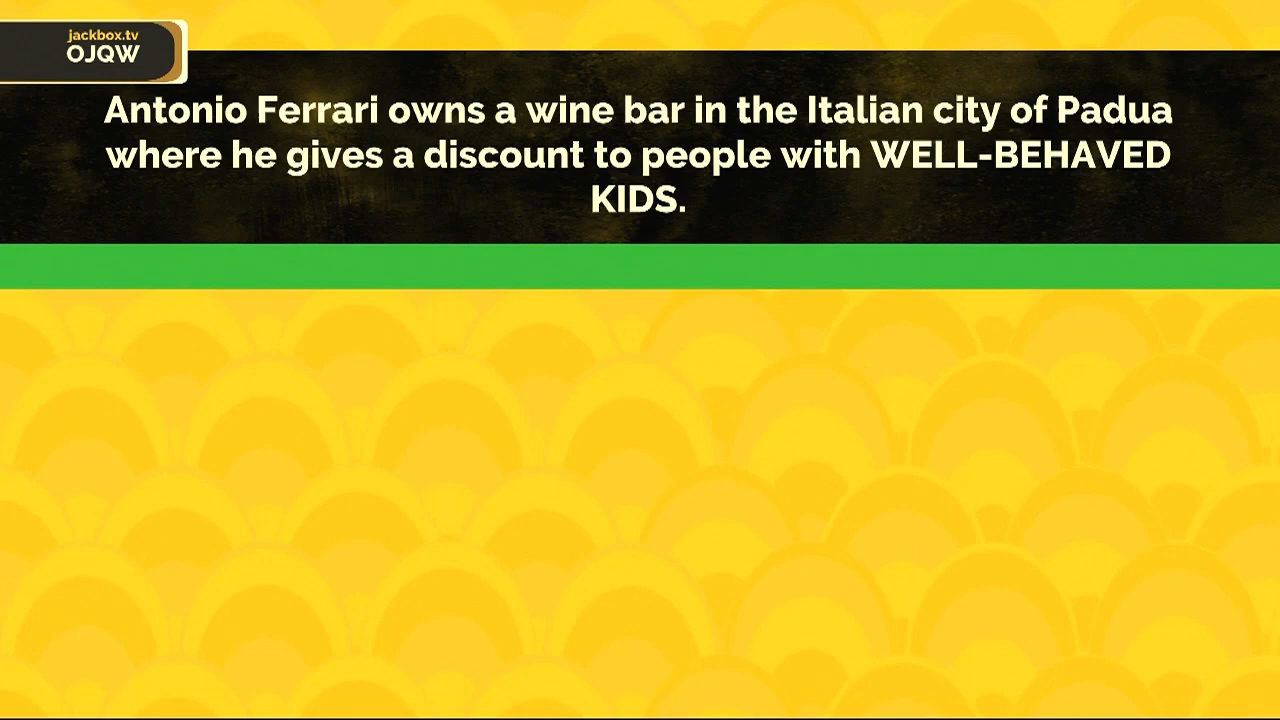 jackbox.tv
OJQW
Antonio Ferrari owns a wine bar in the Italian city of Padua
where he gives a discount to people with WELL-BEHAVED
KIDS.